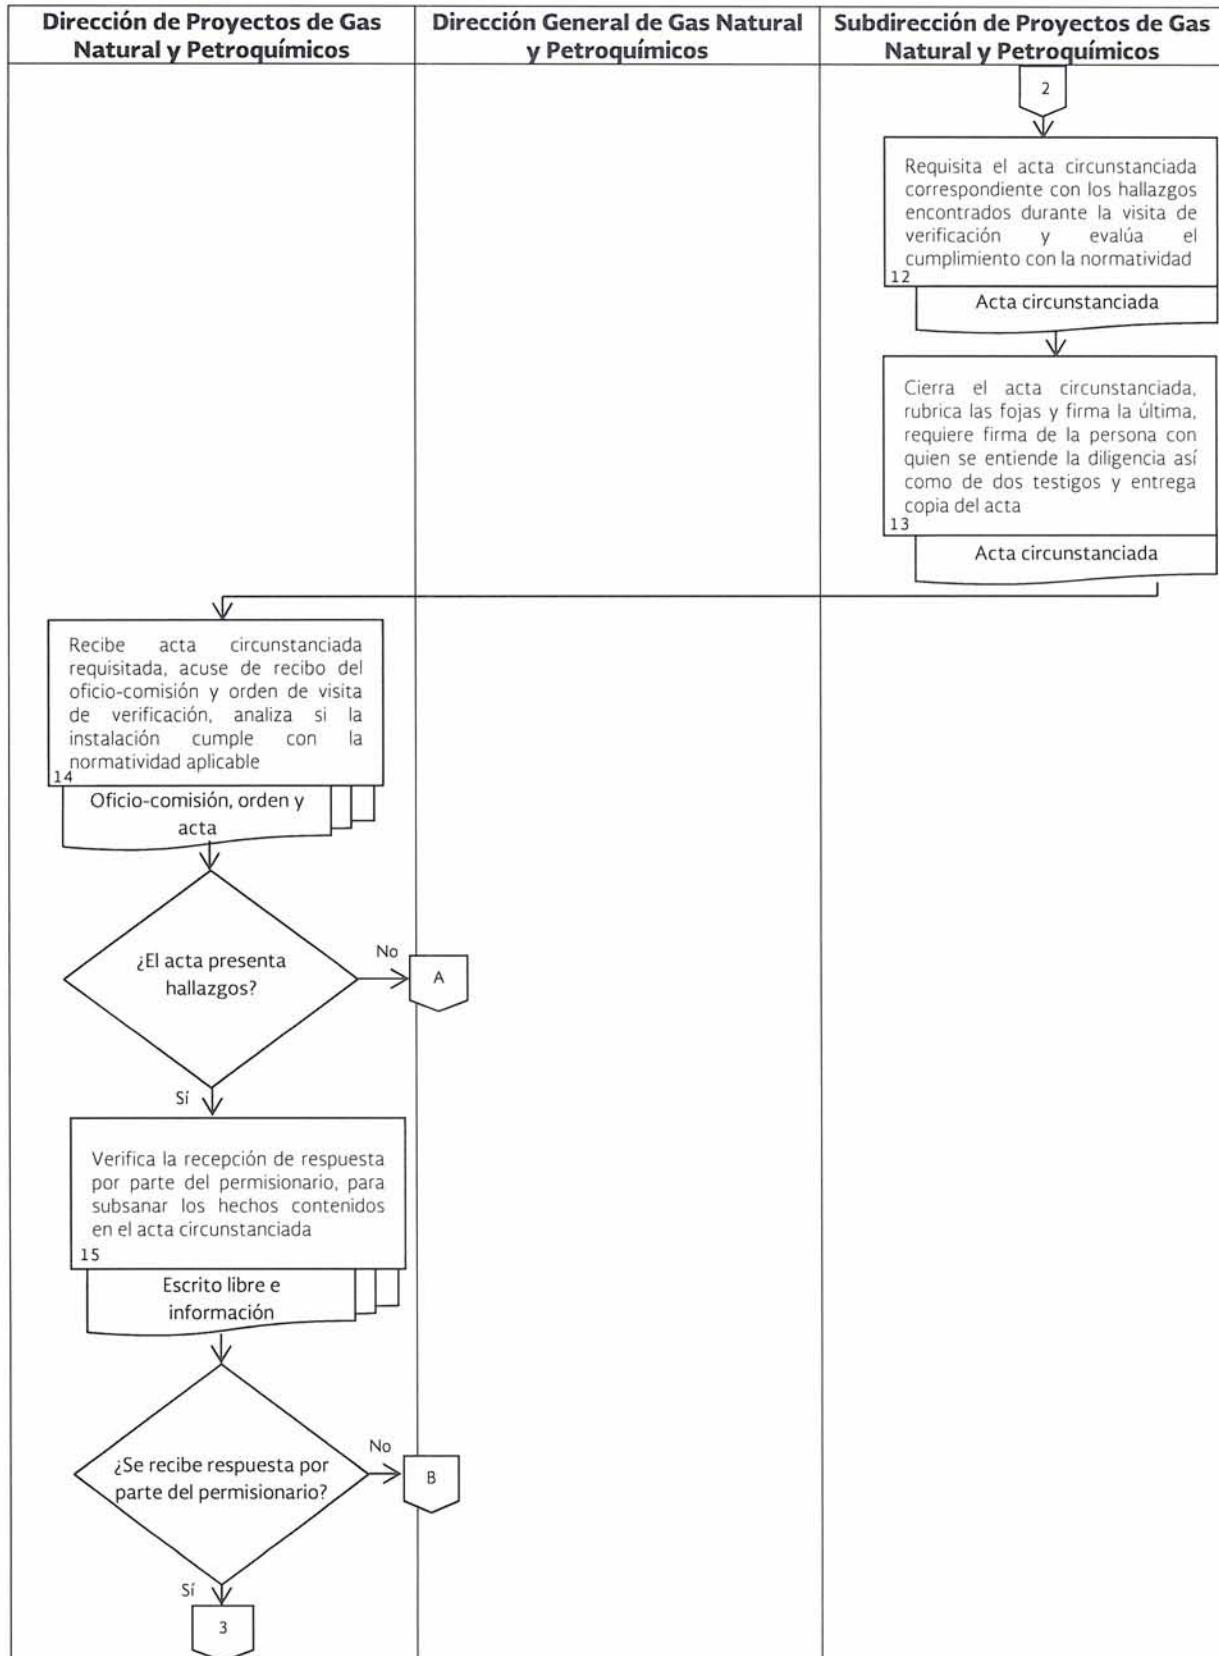 Dirección de Proyectos de Gas
Natural y Petroquímicos
Dirección General de Gas Natural
y Petroquímicos
Subdirección de Proyectos de Gas
Natural y Petroquímicos
2
Requisita el acta circunstanciada
correspondiente con los hallazgos
encontrados durante la visita de
verificación y evalúa el
cumplimiento con la normatividad
12
Acta circunstanciada
Cierra el acta circunstanciada,
rubrica las fojas y firma la última,
requiere firma de la persona con
quien se entiende la diligencia así
como de dos testigos y entrega
copia del acta
13
Acta circunstanciada
Recibe acta circunstanciada
requisitada, acuse de recibo del
oficio-comisión y orden de visita
de verificación, analiza si la
instalación cumple con la
normatividad aplicable
14
Oficio-comisión, orden y
acta
¿El acta presenta
hallazgos?
No
A
Sí
Verifica la recepción de respuesta
por parte del permisionario, para
subsanar los hechos contenidos
en el acta circunstanciada
15
Escrito libre e
información
¿Se recibe respuesta por
parte del permisionario?
No
B
Sí
3